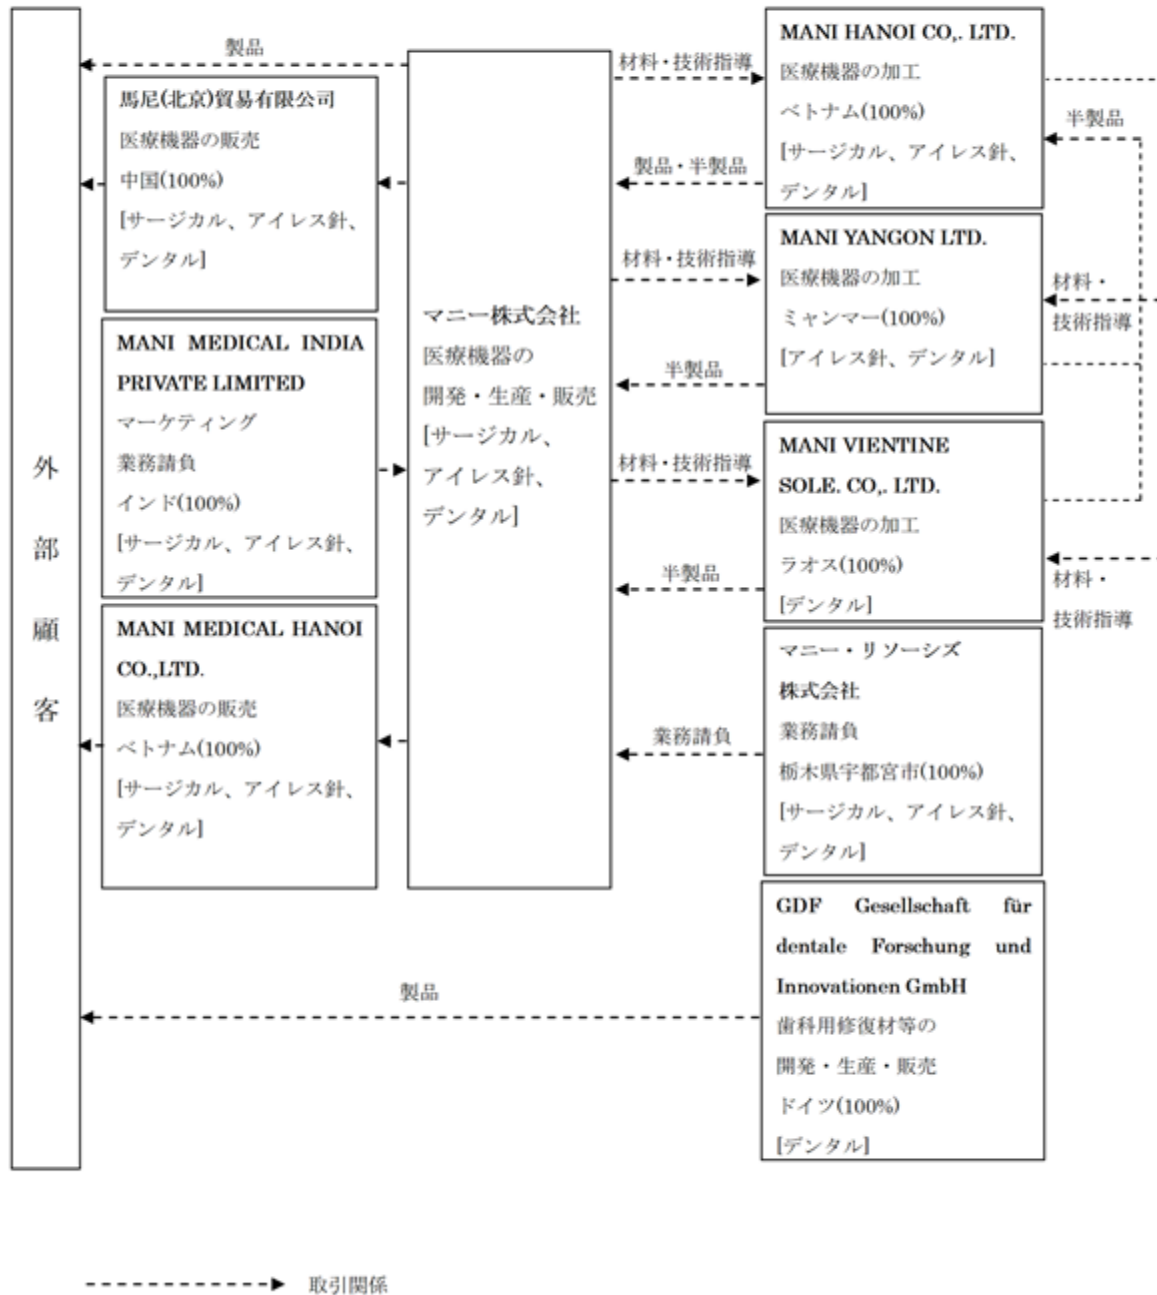 外
部
顧
客
製品
馬尼(北京)貿易有限公司
医療機器の販売
中国(100%)
[サージカル、アイレス針、
デンタル]
MANI MEDICAL INDIA
PRIVATE LIMITED
マーケティング
業務請負
インド(100%)
[サージカル、アイレス針、
デンタル]
MANI MEDICAL HANOI
CO.,LTD.
医療機器の販売
ベトナム(100%)
[サージカル、アイレス針、
デンタル]
マニー株式会社
医療機器の
開発・生産・販売
[サージカル、
アイレス針、
デンタル]
材料・技術指導
製品・半製品
材料・技術指導
半製品
材料・技術指導
半製品
業務請負
製品
MANI HANOI CO,. LTD.
医療機器の加工
ベトナム(100%)
[サージカル、アイレス針、
デンタル]
MANI YANGON LTD.
医療機器の加工
ミャンマー(100%)
[アイレス針、デンタル]
MANI VIENTINE
SOLE. CO,. LTD.
医療機器の加工
ラオス(100%)
[デンタル]
マニー・リソーシズ
株式会社
業務請負
栃木県宇都宮市(100%)
[サージカル、アイレス針、
デンタル]
GDF Gesellschaft für
dentale Forschung und
Innovationen GmbH
歯科用修復材等の
開発・生産・販売
ドイツ(100%)
[デンタル]
半製品
材料・
技術指導
材料・
技術指導
取引関係